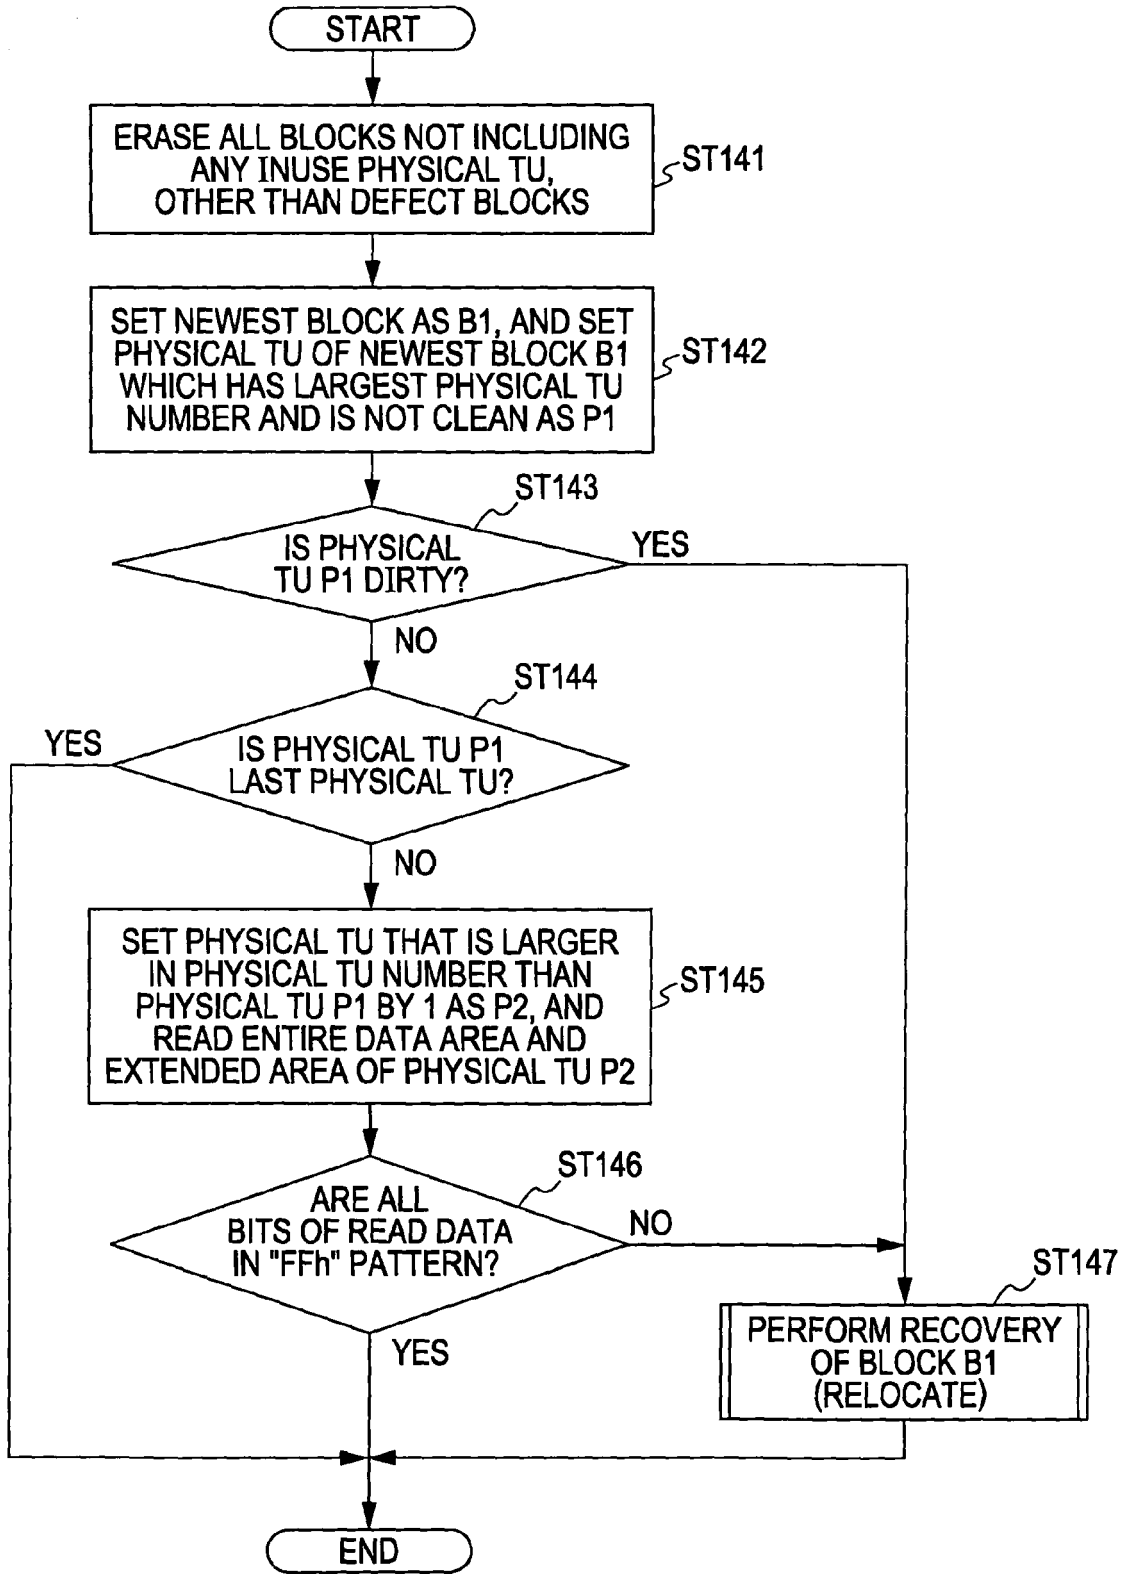 START
ERASE ALL BLOCKS NOT INCLUDING
ANY INUSE PHYSICAL TU,
OTHER THAN DEFECT BLOCKS
ST141
SET NEWEST BLOCK AS B1, AND SET
PHYSICAL TU OF NEWEST BLOCK B1
WHICH HAS LARGEST PHYSICAL TU
NUMBER AND IS NOT CLEAN AS P1
ST142
ST143
IS PHYSICAL
TU P1 DIRTY?
YES
NO
ST144
YES
IS PHYSICAL TU P1
LAST PHYSICAL TU?
NO
SET PHYSICAL TU THAT IS LARGER
IN PHYSICAL TU NUMBER THAN
PHYSICAL TU P1 BY 1 AS P2, AND
READ ENTIRE DATA AREA AND
EXTENDED AREA OF PHYSICAL TU P2
ST145
ST146
ARE ALL
BITS OF READ DATA
IN "FFh" PATTERN?
NO
YES
ST147
PERFORM RECOVERY
OF BLOCK B1
(RELOCATE)
END